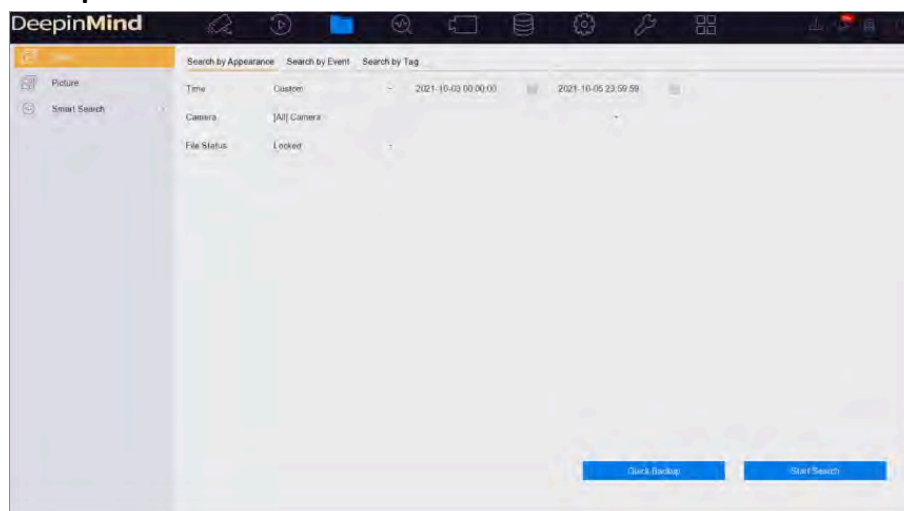 DeepinMind
Search by Appearance Search by Event Search by Tag
Picture
Time Custom 2021-10-03 00:00:00 2021-10-05 23:59:59
Smart Search
Camera [All] Camera
File Status Locked
Quick Backup Start Search